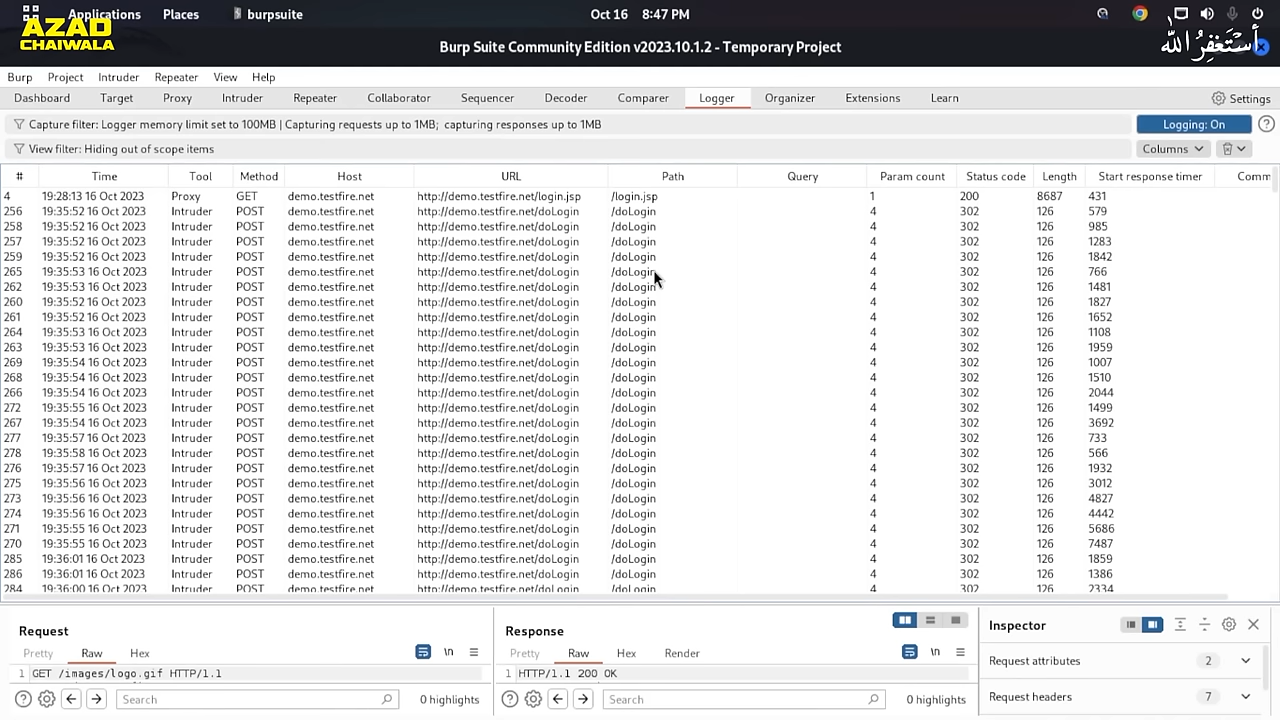 Applications Places burpsuite Oct 16 8:47 PM
AZAD
CHAIWALA
أستغفر الله
Burp Suite Community Edition v2023.10.1.2 - Temporary Project
Burp Project Intruder Repeater View Help
Dashboard Target Proxy Intruder Repeater Collaborator Sequencer Decoder Comparer Logger Organizer Extensions Learn Settings
Capture filter: Logger memory limit set to 100MB | Capturing requests up to 1MB; capturing responses up to 1MB Logging: On
View filter: Hiding out of scope items Columns
# Time Tool Method Host URL Path Query Param count Status code Length Start response timer Comm
4 19:28:13 16 Oct 2023 Proxy GET demo.testfire.net http://demo.testfire.net/login.jsp /login.jsp 1 200 8687 431
256 19:35:52 16 Oct 2023 Intruder POST demo.testfire.net http://demo.testfire.net/doLogin /doLogin 4 302 126 579
258 19:35:52 16 Oct 2023 Intruder POST demo.testfire.net http://demo.testfire.net/doLogin /doLogin 4 302 126 985
257 19:35:52 16 Oct 2023 Intruder POST demo.testfire.net http://demo.testfire.net/doLogin /doLogin 4 302 126 1283
259 19:35:52 16 Oct 2023 Intruder POST demo.testfire.net http://demo.testfire.net/doLogin /doLogin 4 302 126 1842
265 19:35:53 16 Oct 2023 Intruder POST demo.testfire.net http://demo.testfire.net/doLogin /doLogin 4 302 126 766
262 19:35:53 16 Oct 2023 Intruder POST demo.testfire.net http://demo.testfire.net/doLogin /doLogin 4 302 126 1481
260 19:35:52 16 Oct 2023 Intruder POST demo.testfire.net http://demo.testfire.net/doLogin /doLogin 4 302 126 1827
261 19:35:52 16 Oct 2023 Intruder POST demo.testfire.net http://demo.testfire.net/doLogin /doLogin 4 302 126 1652
264 19:35:53 16 Oct 2023 Intruder POST demo.testfire.net http://demo.testfire.net/doLogin /doLogin 4 302 126 1108
263 19:35:53 16 Oct 2023 Intruder POST demo.testfire.net http://demo.testfire.net/doLogin /doLogin 4 302 126 1959
269 19:35:54 16 Oct 2023 Intruder POST demo.testfire.net http://demo.testfire.net/doLogin /doLogin 4 302 126 1007
268 19:35:54 16 Oct 2023 Intruder POST demo.testfire.net http://demo.testfire.net/doLogin /doLogin 4 302 126 1510
266 19:35:54 16 Oct 2023 Intruder POST demo.testfire.net http://demo.testfire.net/doLogin /doLogin 4 302 126 2044
272 19:35:55 16 Oct 2023 Intruder POST demo.testfire.net http://demo.testfire.net/doLogin /doLogin 4 302 126 1499
267 19:35:54 16 Oct 2023 Intruder POST demo.testfire.net http://demo.testfire.net/doLogin /doLogin 4 302 126 3692
277 19:35:57 16 Oct 2023 Intruder POST demo.testfire.net http://demo.testfire.net/doLogin /doLogin 4 302 126 733
278 19:35:58 16 Oct 2023 Intruder POST demo.testfire.net http://demo.testfire.net/doLogin /doLogin 4 302 126 566
276 19:35:57 16 Oct 2023 Intruder POST demo.testfire.net http://demo.testfire.net/doLogin /doLogin 4 302 126 1932
275 19:35:56 16 Oct 2023 Intruder POST demo.testfire.net http://demo.testfire.net/doLogin /doLogin 4 302 126 3012
273 19:35:56 16 Oct 2023 Intruder POST demo.testfire.net http://demo.testfire.net/doLogin /doLogin 4 302 126 4827
274 19:35:56 16 Oct 2023 Intruder POST demo.testfire.net http://demo.testfire.net/doLogin /doLogin 4 302 126 4442
271 19:35:55 16 Oct 2023 Intruder POST demo.testfire.net http://demo.testfire.net/doLogin /doLogin 4 302 126 5686
270 19:35:55 16 Oct 2023 Intruder POST demo.testfire.net http://demo.testfire.net/doLogin /doLogin 4 302 126 7487
285 19:36:01 16 Oct 2023 Intruder POST demo.testfire.net http://demo.testfire.net/doLogin /doLogin 4 302 126 1859
286 19:36:01 16 Oct 2023 Intruder POST demo.testfire.net http://demo.testfire.net/doLogin /doLogin 4 302 126 1386
284 19:36:00 16 Oct 2023 Intruder POST demo.testfire.net http://demo.testfire.net/doLogin /doLogin 4 302 126 2334
Request Response Inspector
Pretty Raw Hex \n Pretty Raw Hex Render \n
1 GET /images/logo.gif HTTP/1.1 1 HTTP/1.1 200 OK
Request attributes 2
Request headers 7
Search 0 highlights Search 0 highlights